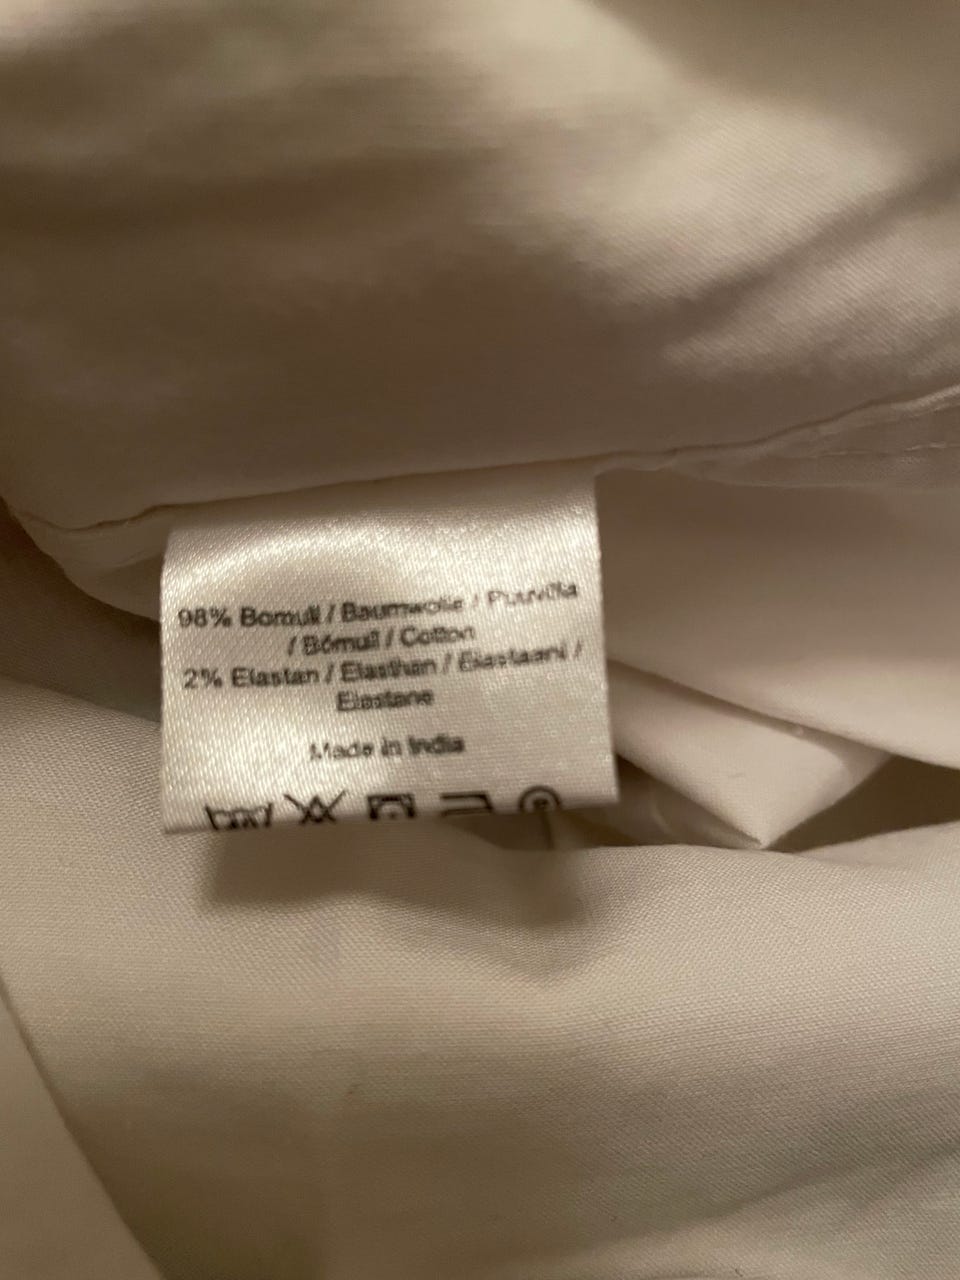 98% Bomull / Baumwolle / Puuvilla
/ Bómull / Cotton
2% Elastan / Elasthan / Elastaani /
Elastane
Made in India